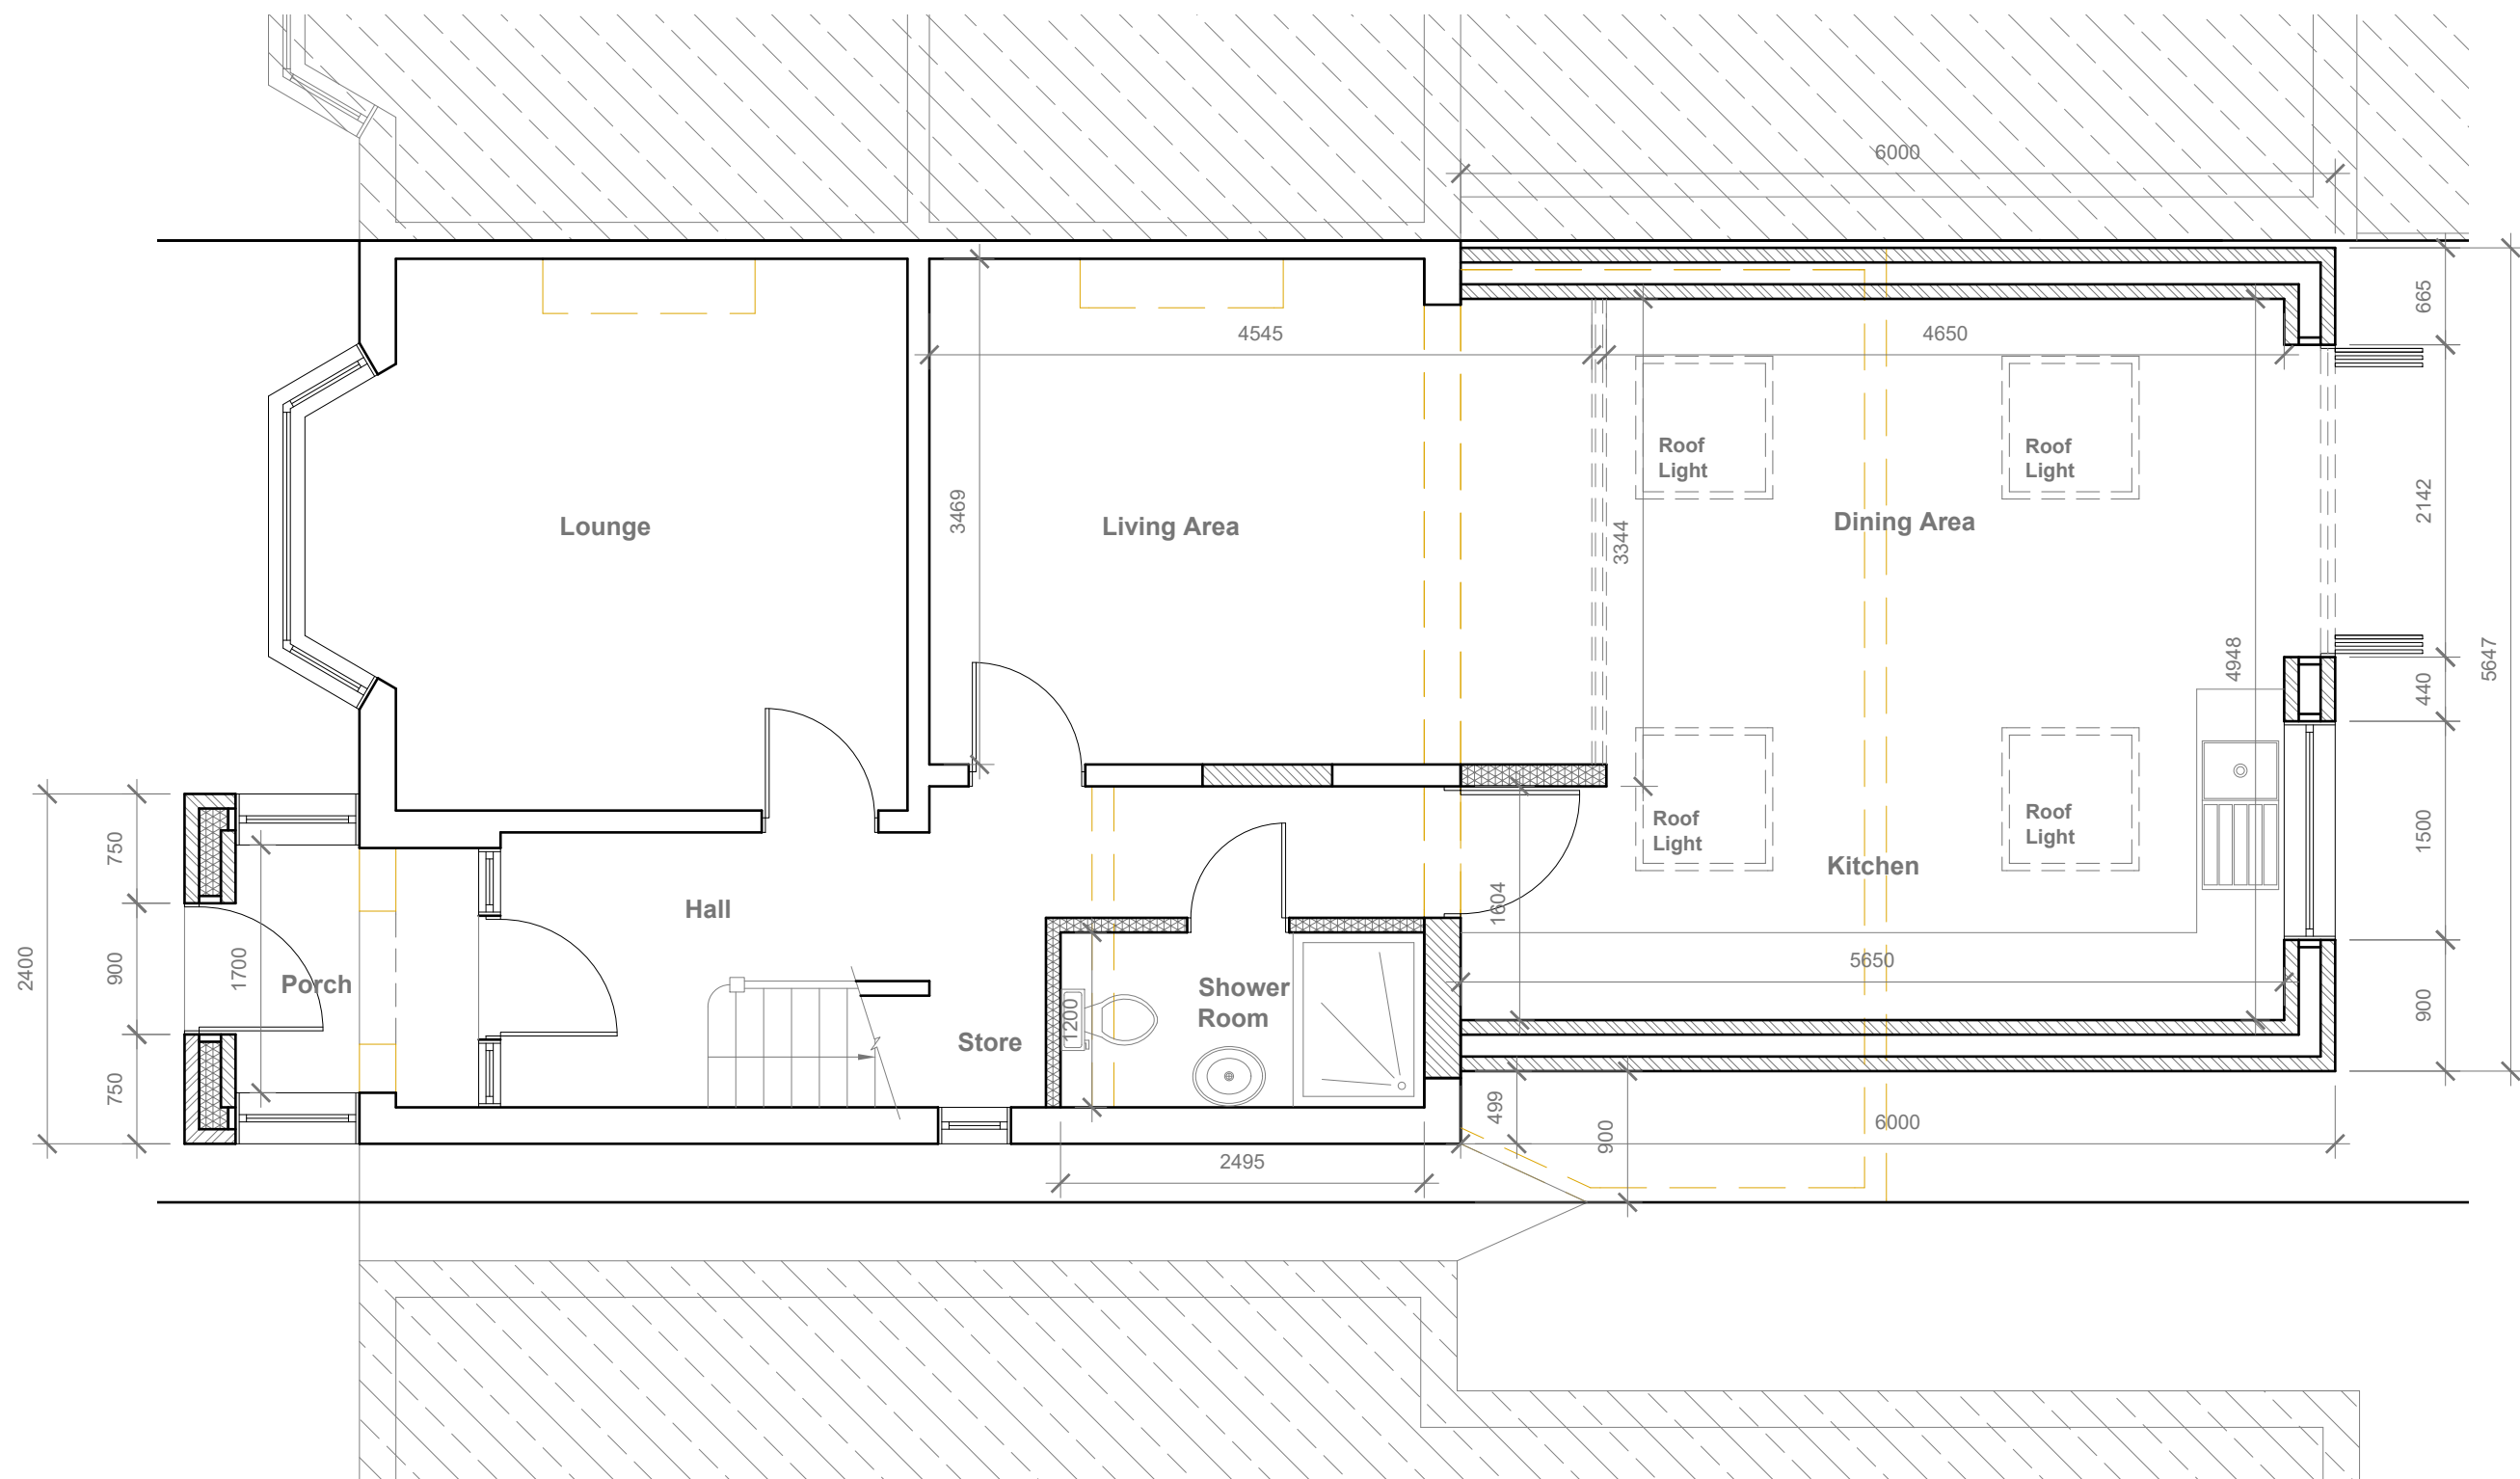 6000
665
4545
4650
Roof
Light
Roof
Light
3469
Lounge
Living Area
Dining Area
2142
3344
4948
5647
440
Roof
Light
Roof
Light
1500
750
Kitchen
Hall
1604
2400
900
1700
Porch
5650
Shower
Room
1200
Store
900
750
499
900
6000
2495